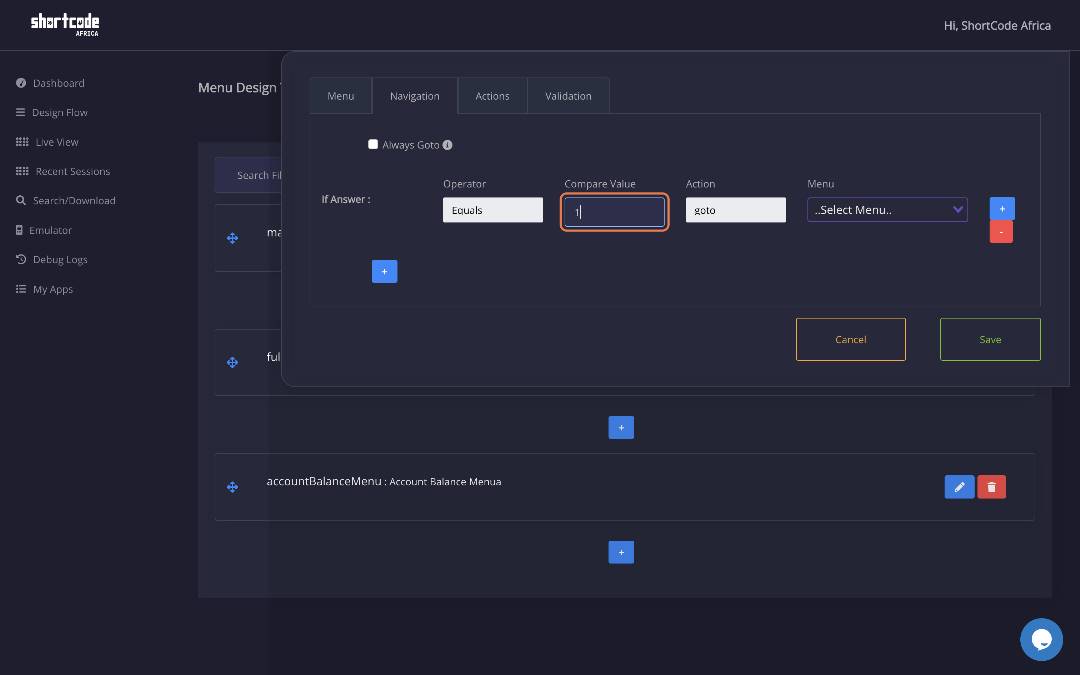 shortcode
AFRICA
Hi, ShortCode Africa
Dashboard
Design Flow
Live View
Recent Sessions
Search/Download
Emulator
Debug Logs
My Apps
Menu Design
Menu
Navigation
Actions
Validation
Always Goto
If Answer :
Operator
Compare Value
Action
Menu
Equals
1
goto
..Select Menu..
+
-
+
Cancel
Save
Search Fil
ma
ful
+
accountBalanceMenu : Account Balance Menua
+